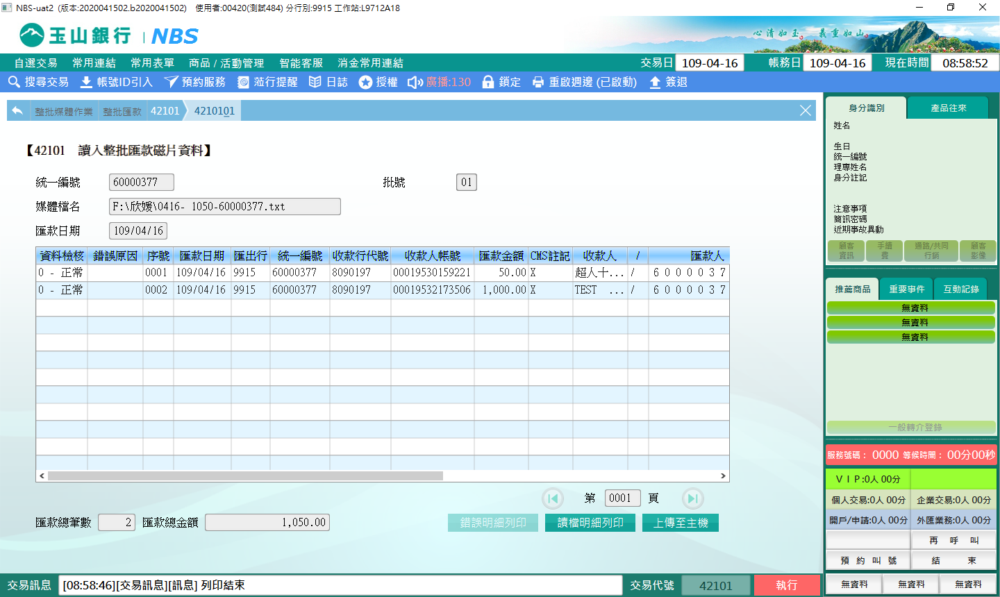 NBS-uat2 (版本:2020041502.b2020041502) 使用者:00420(測試484) 分行別:9915 工作站:L9712A18
玉山銀行 | NBS
心清如玉。義重如山。
自選交易 常用連結 常用表單 商品 / 活動管理 智能客服 消金常用連結 交易日 109-04-16 帳務日 109-04-16 現在時間 08:58:52
搜尋交易 帳號ID引入 預約服務 蒞行提醒 日誌 授權 廣播:130 鎖定 重啟週邊 (已啟動) 簽退
整批媒體作業 整批匯款 42101 4210101
【42101 讀入整批匯款磁片資料】
統一編號 60000377 批號 01
媒體檔名 F:\欣媛\0416- 1050-60000377.txt
匯款日期 109/04/16
資料檢核 錯誤原因 序號 匯款日期 匯出行 統一編號 收款行代號 收款人帳號 匯款金額 CMS註記 收款人 / 匯款人
0 - 正常 0001 109/04/16 9915 60000377 8090197 00019530159221 50.00 X 超人十... / 6 0 0 0 0 3 7
0 - 正常 0002 109/04/16 9915 60000377 8090197 00019532173506 1,000.00 X TEST ... / 6 0 0 0 0 3 7
第 0001 頁
匯款總筆數 2 匯款總金額 1,050.00 錯誤明細列印 讀檔明細列印 上傳至主機
交易訊息 [08:58:46][交易訊息][訊息] 列印結束 交易代號 42101 執行
身分識別 產品往來
姓名
生日
統一編號
理專姓名
身分註記
注意事項
簡訊密碼
近期事故異動
顧客資訊 手續費 通路/共同行銷 顧客影像
推薦商品 重要事件 互動記錄
無資料
無資料
無資料
一般轉介登錄
服務號碼: 0000 等候時間: 00分00秒
ＶＩＰ:0人 00分
個人交易:0人 00分 企業交易:0人 00分
開戶/申請:0人 00分 外匯業務:0人 00分
再 呼 叫
預 約 叫 號 結 束
無資料 無資料 無資料